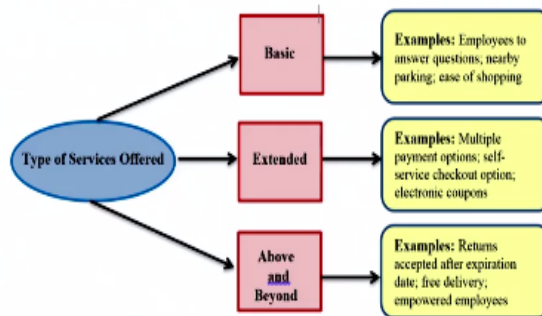 Basic
Examples: Employees to
answer questions; nearby
parking; ease of shopping
Type of Services Offered
Extended
Examples: Multiple
payment options; self-
service checkout option;
electronic coupons
Above
and
Beyond
Examples: Returns
accepted after expiration
date; free delivery;
empowered employees